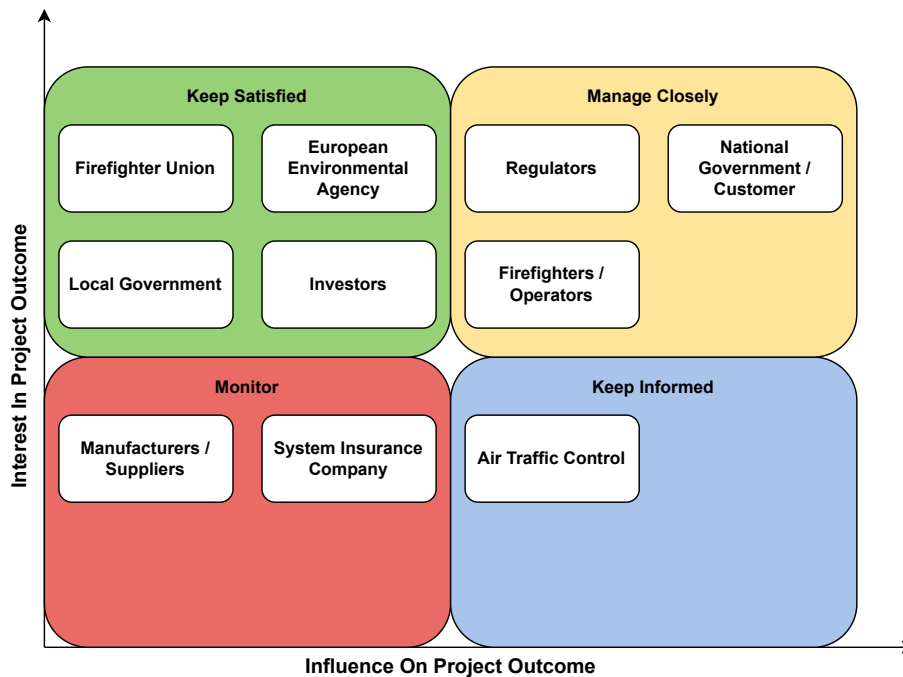 Interest In Project Outcome
Keep Satisfied
Firefighter Union
European
Environmental
Agency
Local Government
Investors
Manage Closely
Regulators
National
Government /
Customer
Firefighters /
Operators
Monitor
Manufacturers /
Suppliers
System Insurance
Company
Keep Informed
Air Traffic Control
Influence On Project Outcome